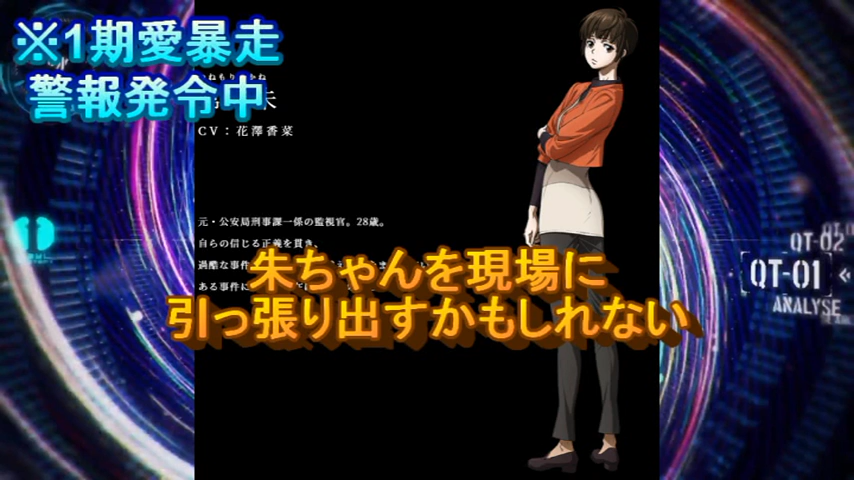 ※1期愛暴走
警報発令中
朱
CV：花澤香菜
元・公安局刑事課一係の監視官。28歳。
自らの信じる正義を貫き、
過酷な事件
ある事件に
朱ちゃんを現場に
引っ張り出すかもしれない
QT-02
QT-01
ANALYSE